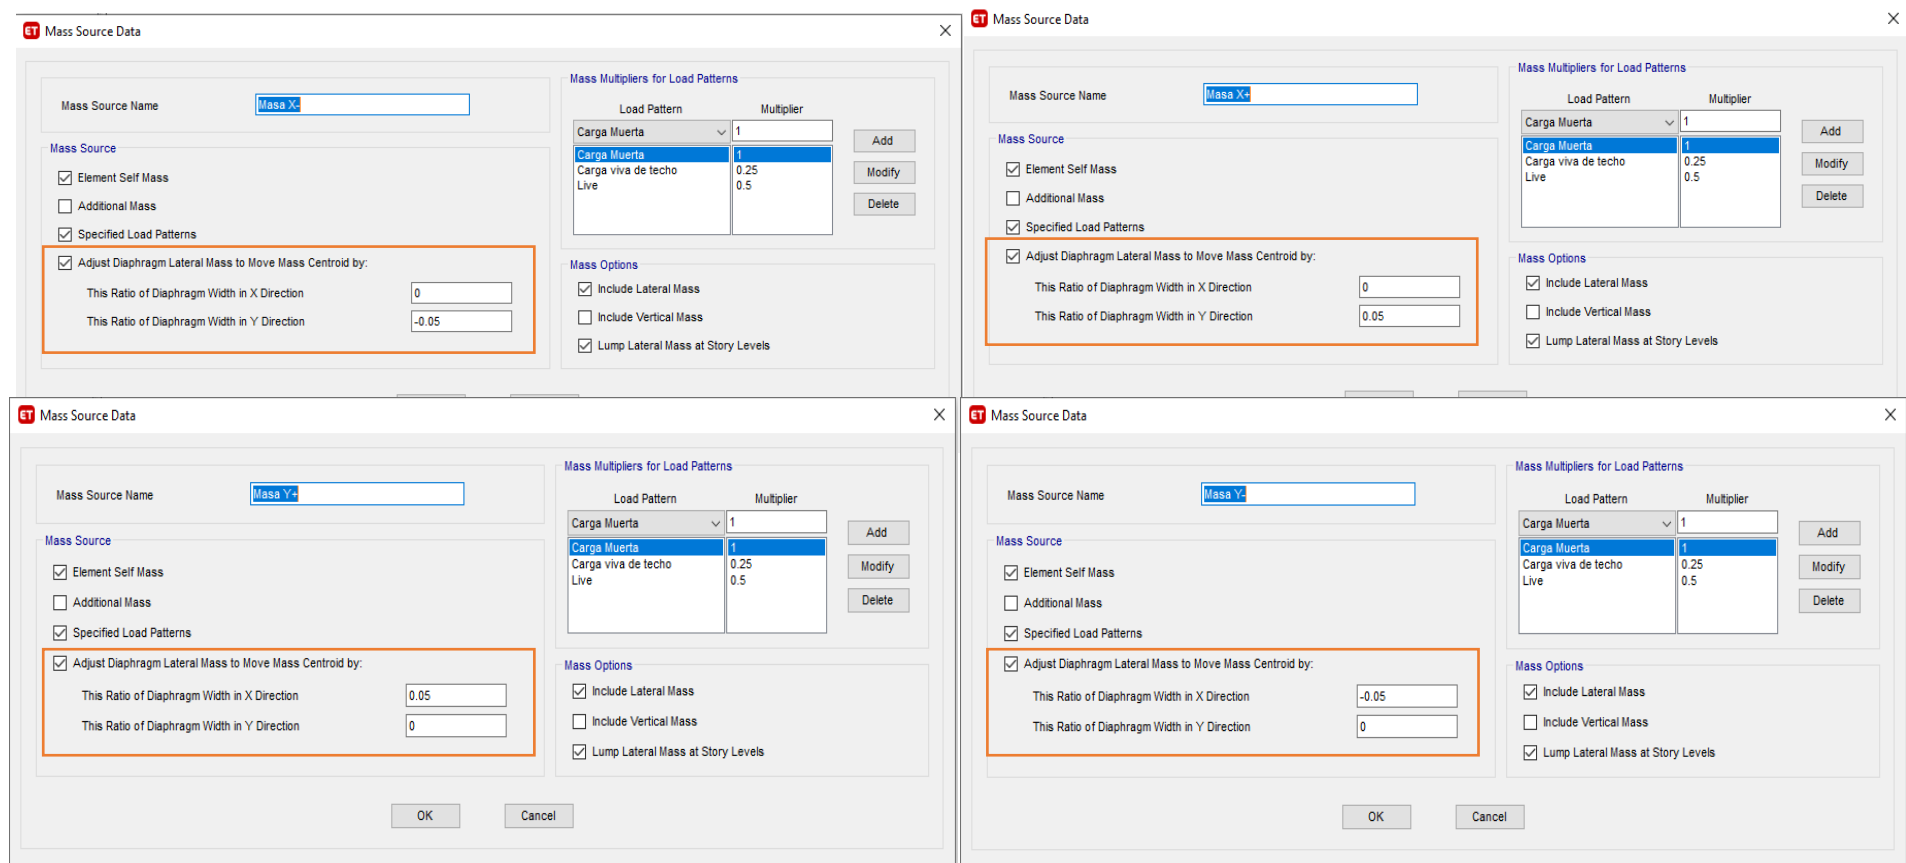 ET Mass Source Data
Mass Source Name
Masa X-
Mass Source
Element Self Mass
Additional Mass
Specified Load Patterns
Adjust Diaphragm Lateral Mass to Move Mass Centroid by:
This Ratio of Diaphragm Width in X Direction 0
This Ratio of Diaphragm Width in Y Direction -0.05
Mass Multipliers for Load Patterns
Load Pattern Multiplier
Carga Muerta 1
Carga Muerta 1
Carga viva de techo 0.25
Live 0.5
Add
Modify
Delete
Mass Options
Include Lateral Mass
Include Vertical Mass
Lump Lateral Mass at Story Levels
ET Mass Source Data
Mass Source Name
Masa X+
Mass Source
Element Self Mass
Additional Mass
Specified Load Patterns
Adjust Diaphragm Lateral Mass to Move Mass Centroid by:
This Ratio of Diaphragm Width in X Direction 0
This Ratio of Diaphragm Width in Y Direction 0.05
Mass Multipliers for Load Patterns
Load Pattern Multiplier
Carga Muerta 1
Carga Muerta 1
Carga viva de techo 0.25
Live 0.5
Add
Modify
Delete
Mass Options
Include Lateral Mass
Include Vertical Mass
Lump Lateral Mass at Story Levels
ET Mass Source Data
Mass Source Name
Masa Y+
Mass Source
Element Self Mass
Additional Mass
Specified Load Patterns
Adjust Diaphragm Lateral Mass to Move Mass Centroid by:
This Ratio of Diaphragm Width in X Direction 0.05
This Ratio of Diaphragm Width in Y Direction 0
Mass Multipliers for Load Patterns
Load Pattern Multiplier
Carga Muerta 1
Carga Muerta 1
Carga viva de techo 0.25
Live 0.5
Add
Modify
Delete
Mass Options
Include Lateral Mass
Include Vertical Mass
Lump Lateral Mass at Story Levels
OK Cancel
ET Mass Source Data
Mass Source Name
Masa Y-
Mass Source
Element Self Mass
Additional Mass
Specified Load Patterns
Adjust Diaphragm Lateral Mass to Move Mass Centroid by:
This Ratio of Diaphragm Width in X Direction -0.05
This Ratio of Diaphragm Width in Y Direction 0
Mass Multipliers for Load Patterns
Load Pattern Multiplier
Carga Muerta 1
Carga Muerta 1
Carga viva de techo 0.25
Live 0.5
Add
Modify
Delete
Mass Options
Include Lateral Mass
Include Vertical Mass
Lump Lateral Mass at Story Levels
OK Cancel